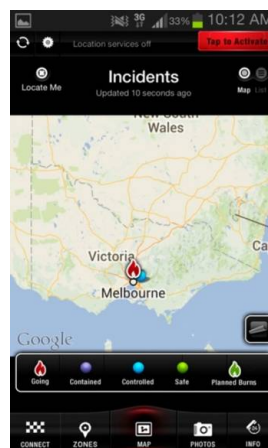 3G 33% 10:12 AM
Location services off
Tap to Activate
Locate Me
Incidents
Updated 10 seconds ago
Map List
New South
Wales
Victoria
Melbourne
Ca
Google
Going Contained Controlled Safe Planned Burns
CONNECT ZONES MAP PHOTOS INFO